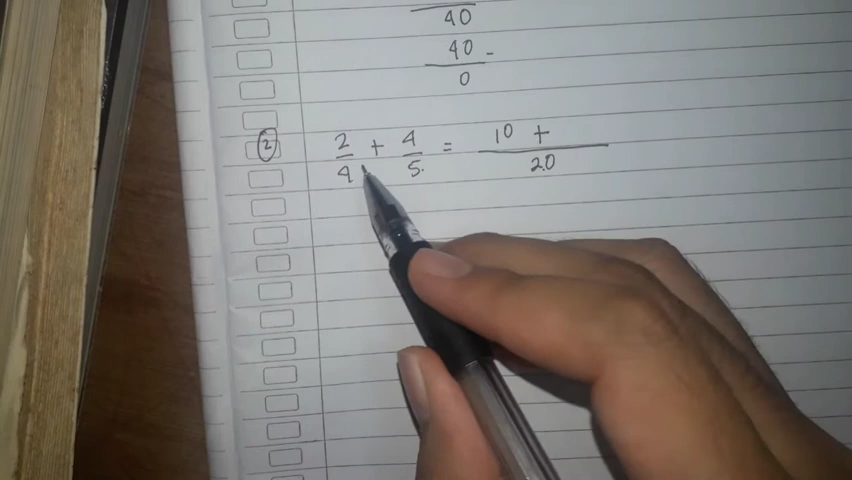 40
40 -
0
② 2/4 + 4/5. = 10 + / 20